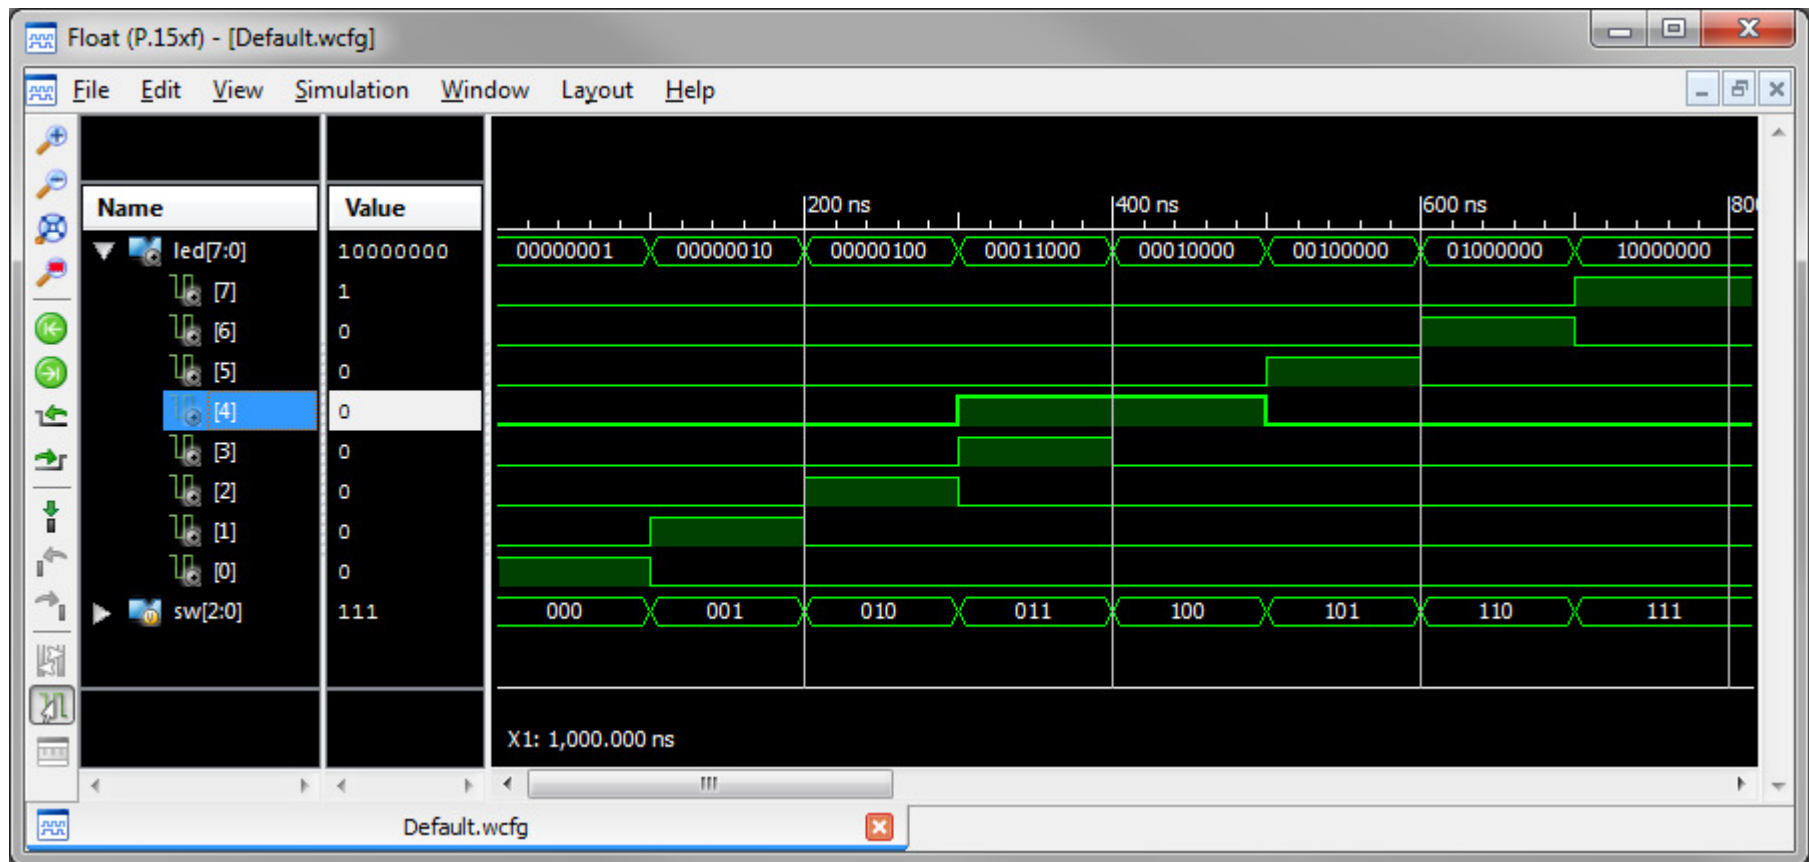 Float (P.15xf) - [Default.wcfg]
File Edit View Simulation Window Layout Help
200 ns 400 ns 600 ns 800
Name Value
led[7:0] 10000000 00000001 00000010 00000100 00011000 00010000 00100000 01000000 10000000
[7] 1
[6] 0
[5] 0
[4] 0
[3] 0
[2] 0
[1] 0
[0] 0
sw[2:0] 111 000 001 010 011 100 101 110 111
X1: 1,000.000 ns
Default.wcfg